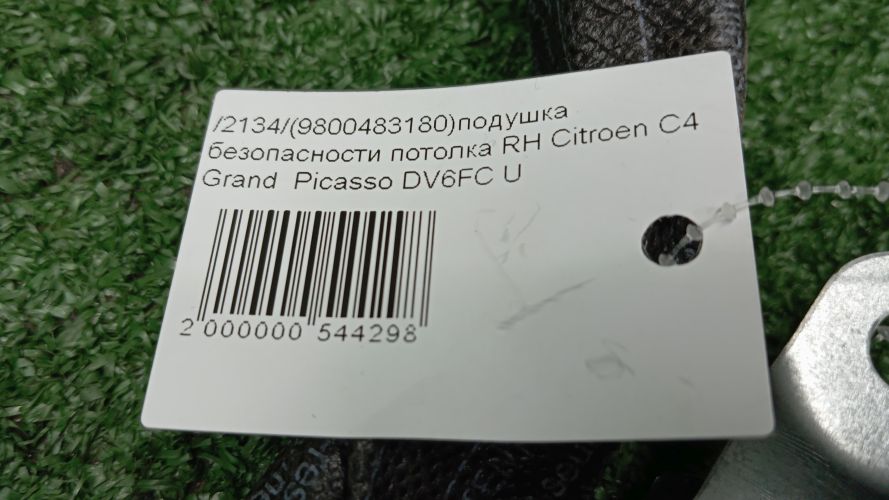 /2134/(9800483180)подушка
безопасности потолка RH Citroen C4
Grand Picasso DV6FC U
2 000000 544298